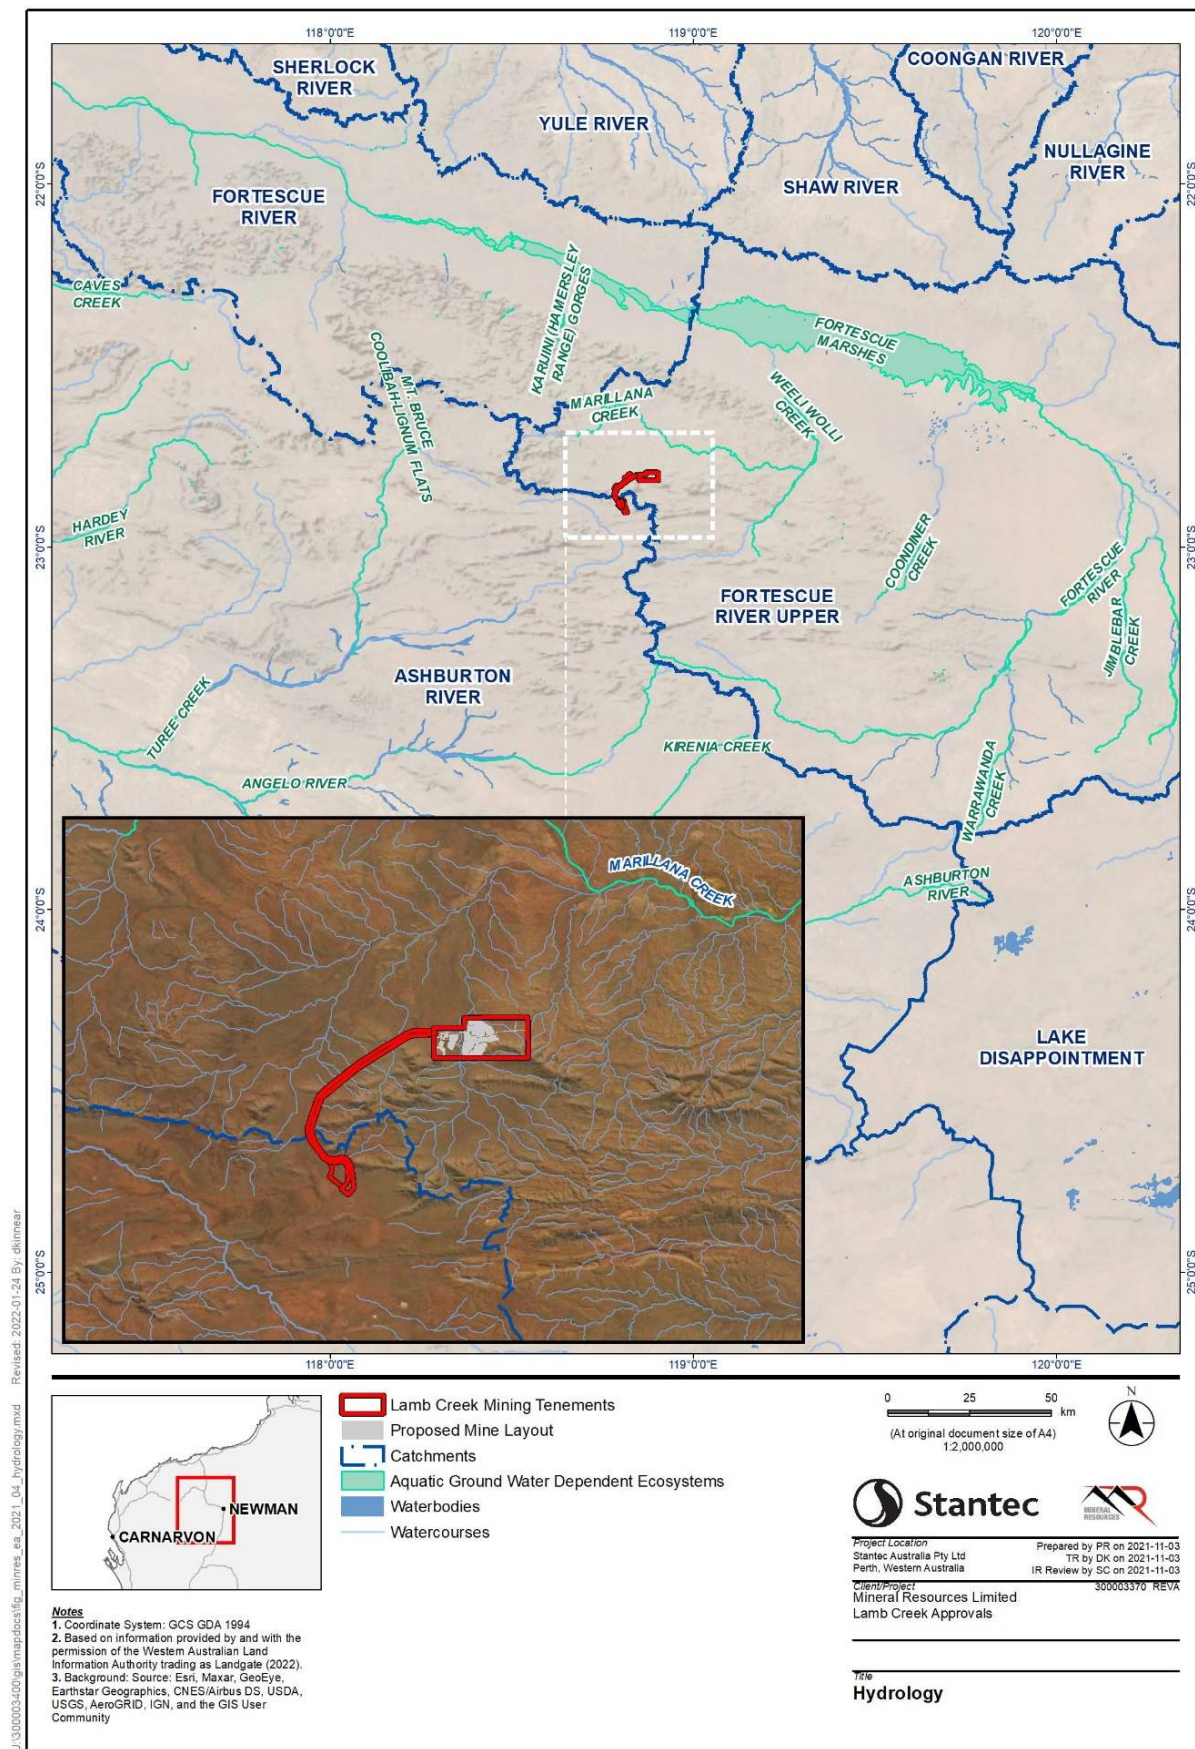 118°0'0"E
119°0'0"E
120°0'0"E
SHERLOCK
RIVER
COONGAN RIVER
YULE RIVER
NULLAGINE
RIVER
22°0'0"S
22°0'0"S
FORTESCUE
RIVER
SHAW RIVER
CAVES
CREEK
KARIJINI (HAMERSLEY
RANGE) GORGES
FORTESCUE
MARSHES
MT. BRUCE
COOLIBAH-LIGNUM FLATS
MARILLANA
CREEK
WEELI WOLLI
CREEK
HARDEY
RIVER
23°0'0"S
23°0'0"S
COONDINER
CREEK
FORTESCUE
RIVER
FORTESCUE
RIVER UPPER
JIMBLEBAR
CREEK
ASHBURTON
RIVER
TUREE CREEK
KIRENIA CREEK
ANGELO RIVER
WARRAWANDA
CREEK
MARILLANA CREEK
ASHBURTON
RIVER
24°0'0"S
24°0'0"S
LAKE
DISAPPOINTMENT
25°0'0"S
25°0'0"S
118°0'0"E
119°0'0"E
120°0'0"E
NEWMAN
CARNARVON
Lamb Creek Mining Tenements
Proposed Mine Layout
Catchments
Aquatic Ground Water Dependent Ecosystems
Waterbodies
Watercourses
0 25 50
km
(At original document size of A4)
1:2,000,000
N
Stantec
MINERAL
RESOURCES
Project Location
Stantec Australia Pty Ltd
Perth, Western Australia
Prepared by PR on 2021-11-03
TR by DK on 2021-11-03
IR Review by SC on 2021-11-03
Client/Project
300003370 REVA
Mineral Resources Limited
Lamb Creek Approvals
Title
Hydrology
Notes
1. Coordinate System: GCS GDA 1994
2. Based on information provided by and with the
permission of the Western Australian Land
Information Authority trading as Landgate (2022).
3. Background: Source: Esri, Maxar, GeoEye,
Earthstar Geographics, CNES/Airbus DS, USDA,
USGS, AeroGRID, IGN, and the GIS User
Community
U:\300003400\gis\mapdocs\fig_minres_ea_2021_04_hydrology.mxd Revised: 2022-01-24 By: dkinnear